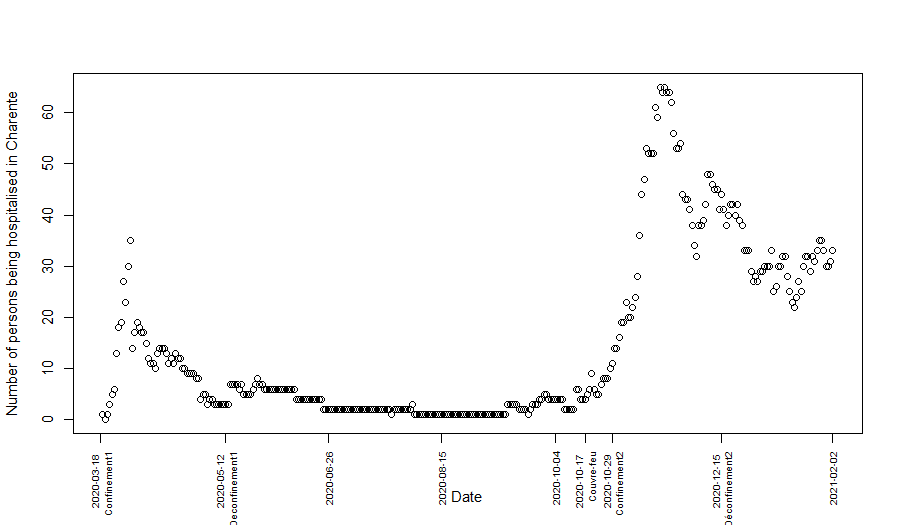 Number of persons being hospitalised in Charente
60
50
40
30
20
10
0
2020-03-18
Confinement1
2020-05-12
Deconfinement1
2020-06-26
2020-08-15
2020-10-04
2020-10-17
Couvre-feu
2020-10-29
Confinement2
2020-12-15
Déconfinement2
2021-02-02
Date